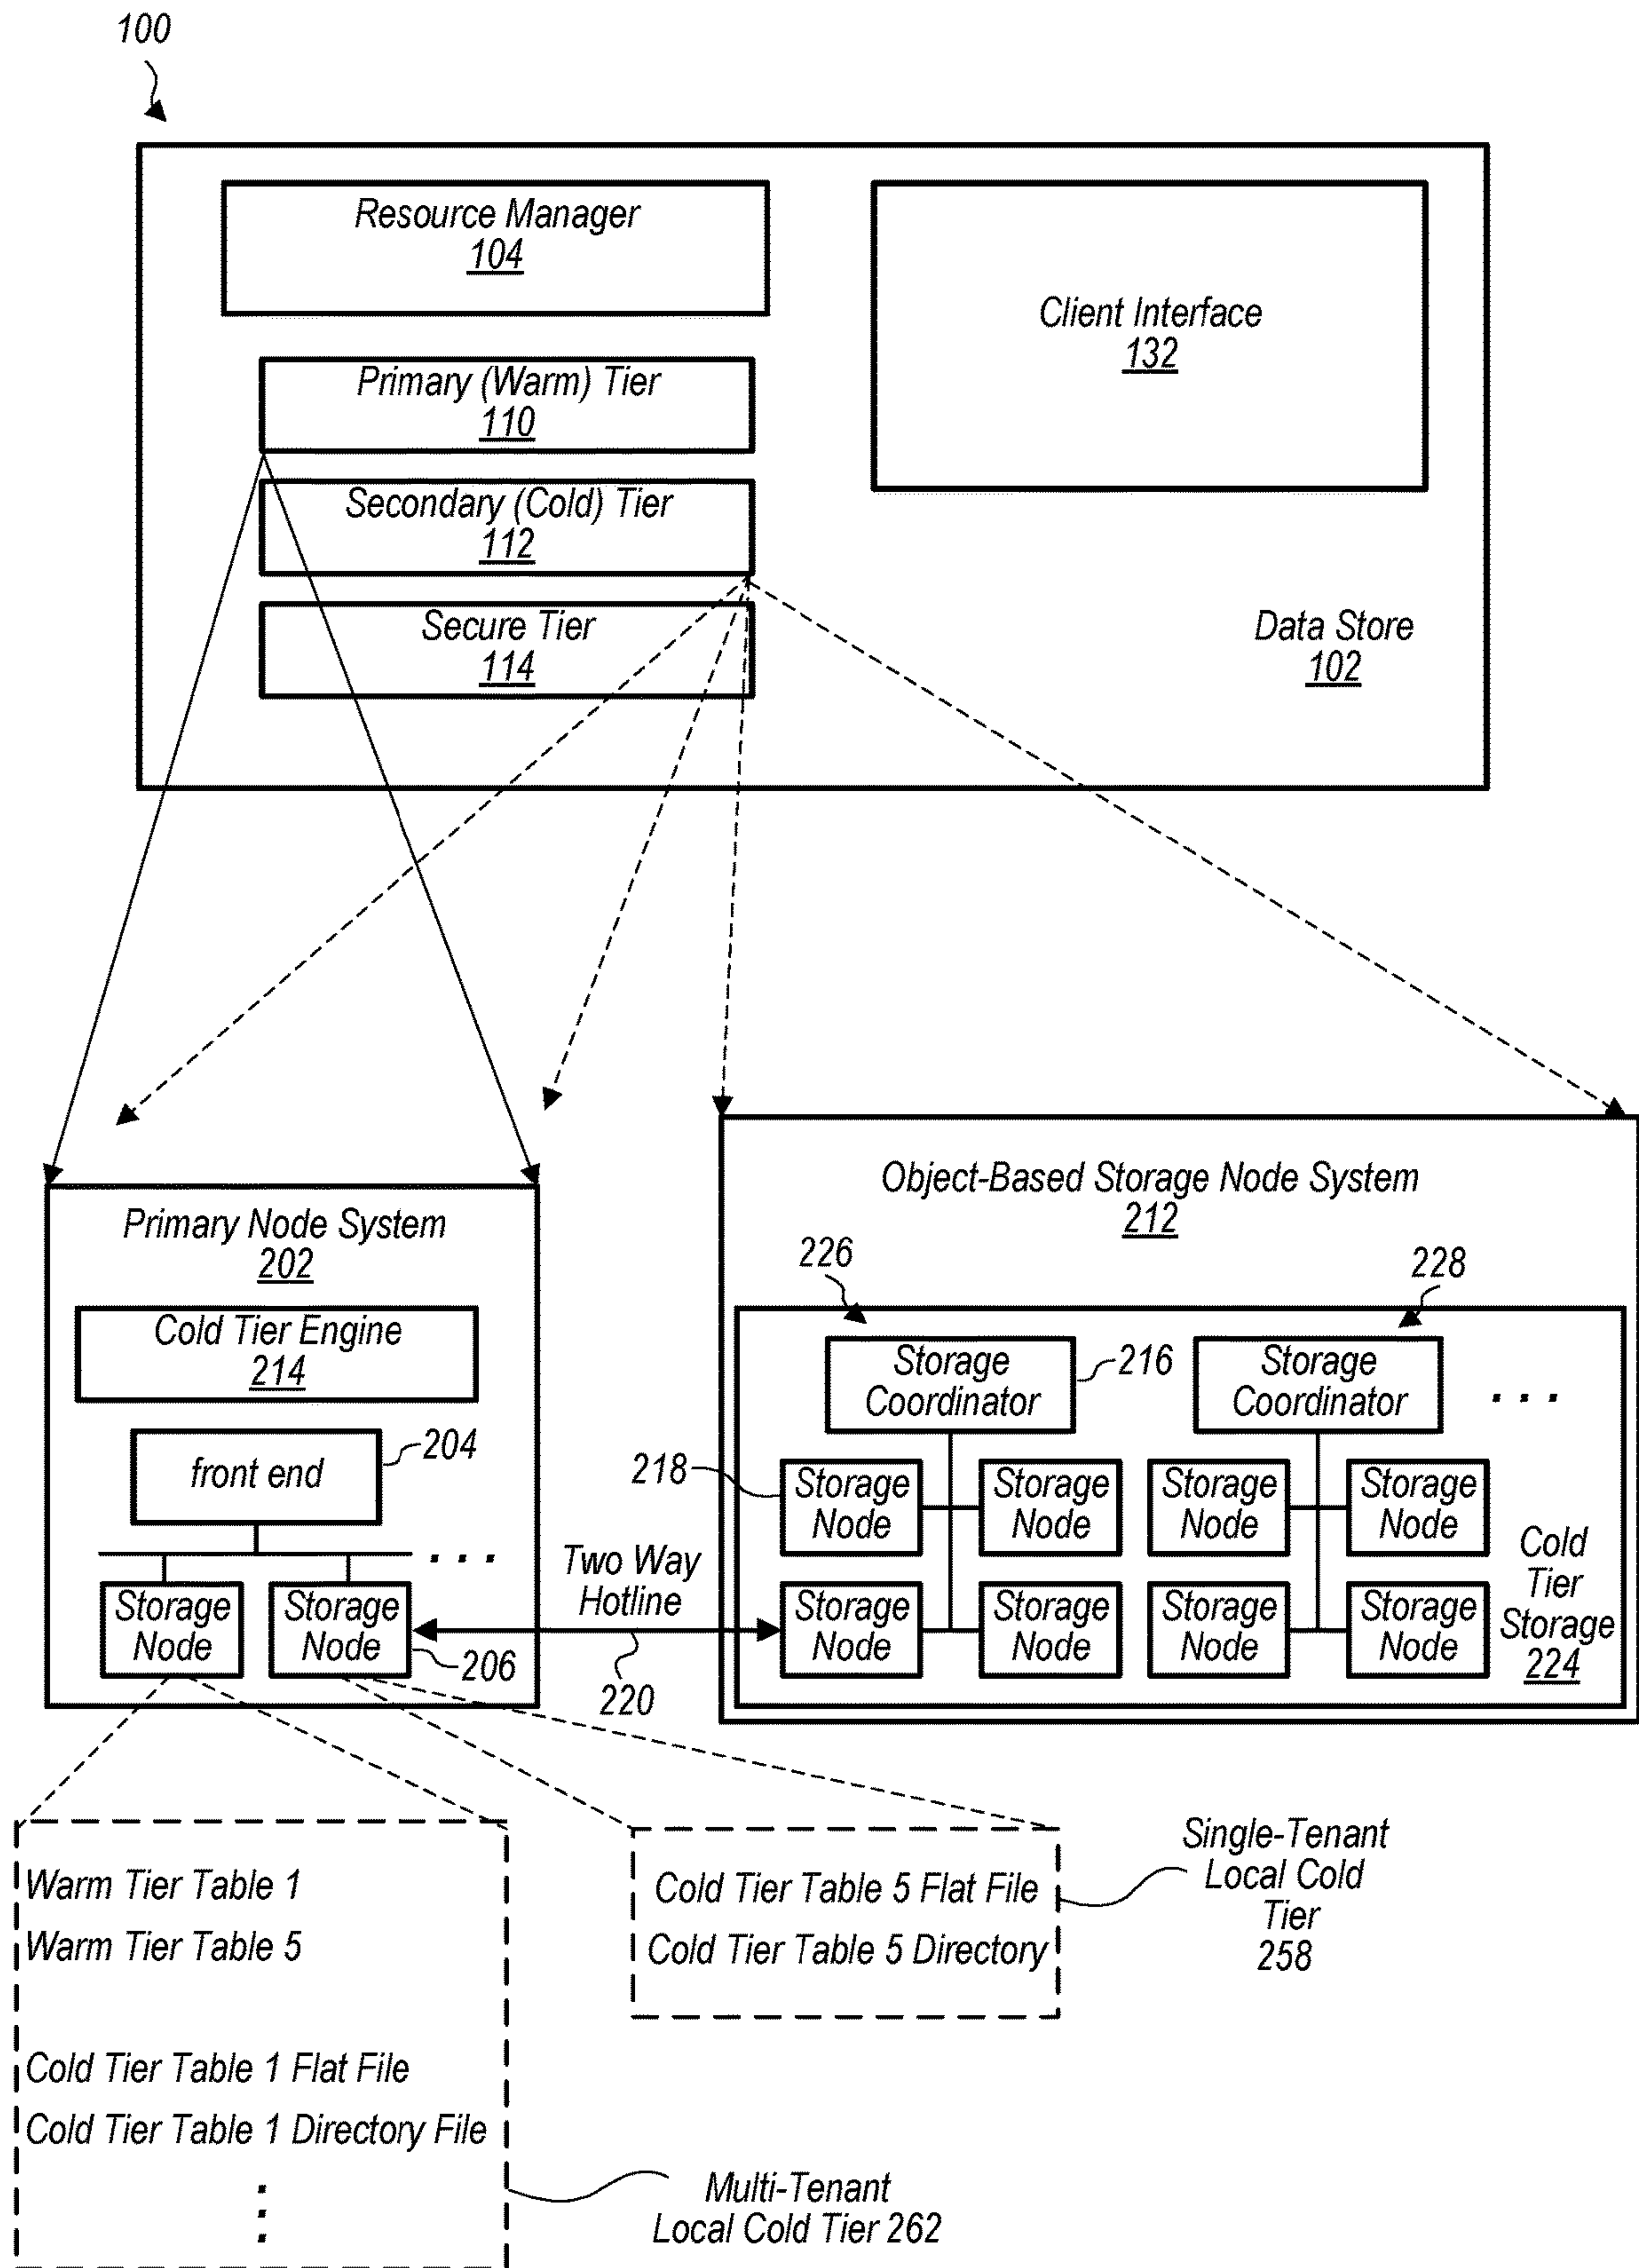 100
Resource Manager
104
Client Interface
132
Primary (Warm) Tier
110
Secondary (Cold) Tier
112
Secure Tier
114
Data Store
102
Primary Node System
202
Cold Tier Engine
214
front end
204
. . .
Storage
Node
Storage
Node
206
Two Way
Hotline
220
Object-Based Storage Node System
212
226
228
Storage
Coordinator
216
Storage
Coordinator
. . .
218
Storage
Node
Storage
Node
Storage
Node
Storage
Node
Storage
Node
Storage
Node
Storage
Node
Storage
Node
Cold
Tier
Storage
224
Warm Tier Table 1
Warm Tier Table 5
Cold Tier Table 1 Flat File
Cold Tier Table 1 Directory File
Cold Tier Table 5 Flat File
Cold Tier Table 5 Directory
Single-Tenant
Local Cold
Tier
258
Multi-Tenant
Local Cold Tier 262